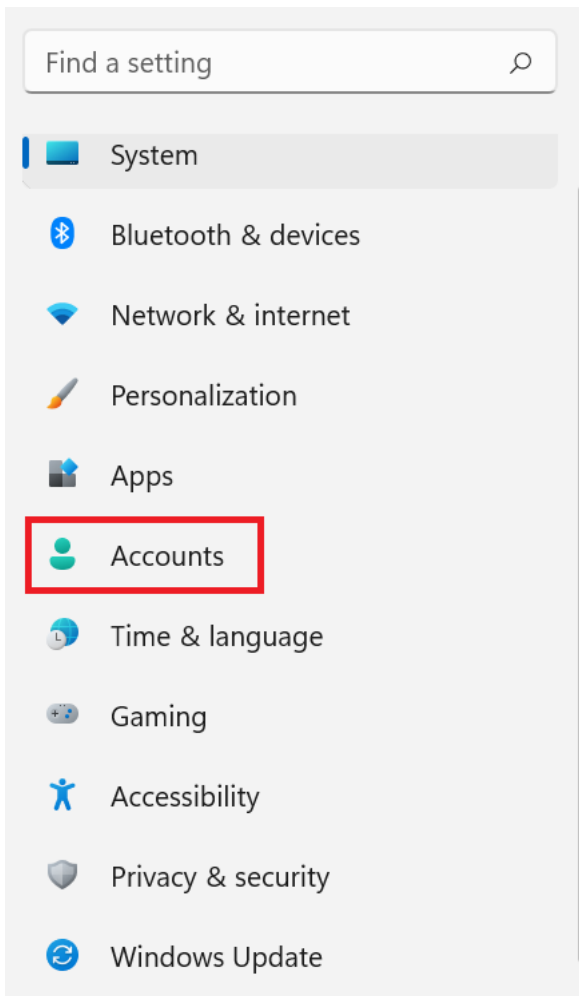 Find a setting
System
Bluetooth & devices
Network & internet
Personalization
Apps
Accounts
Time & language
Gaming
Accessibility
Privacy & security
Windows Update